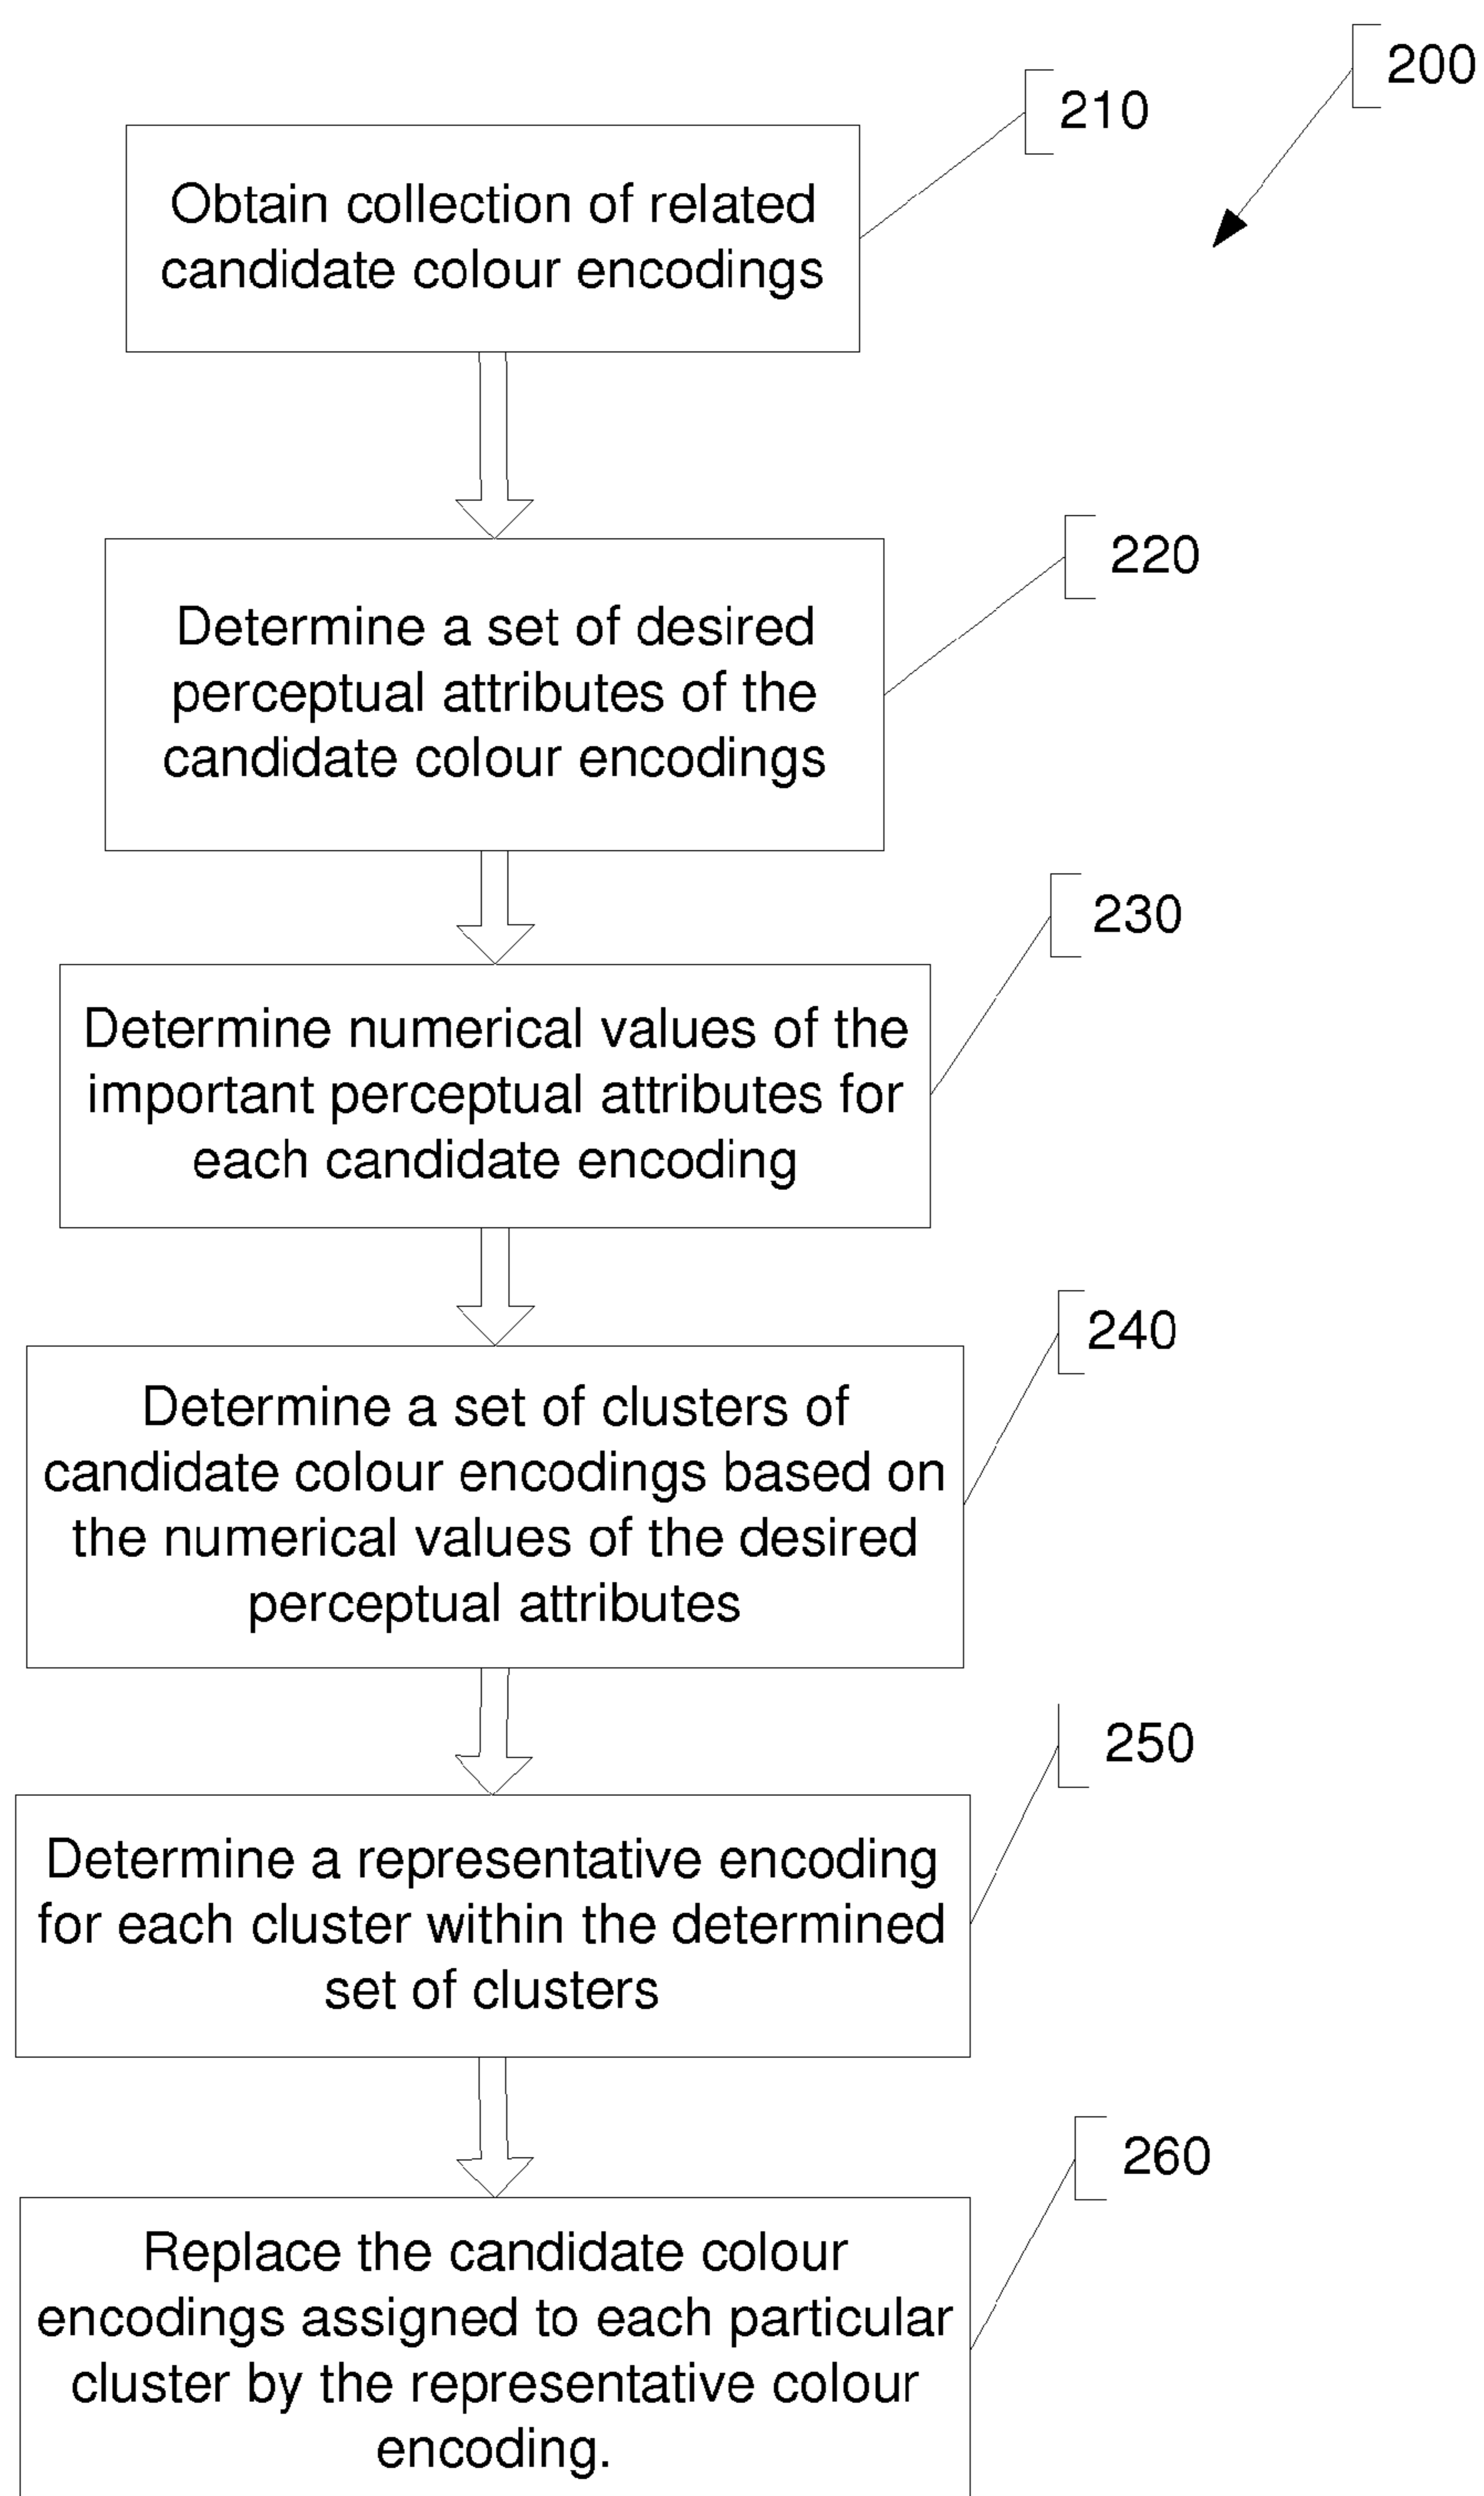 200
210
Obtain collection of related
candidate colour encodings
220
Determine a set of desired
perceptual attributes of the
candidate colour encodings
230
Determine numerical values of the
important perceptual attributes for
each candidate encoding
240
Determine a set of clusters of
candidate colour encodings based on
the numerical values of the desired
perceptual attributes
250
Determine a representative encoding
for each cluster within the determined
set of clusters
260
Replace the candidate colour
encodings assigned to each particular
cluster by the representative colour
encoding.